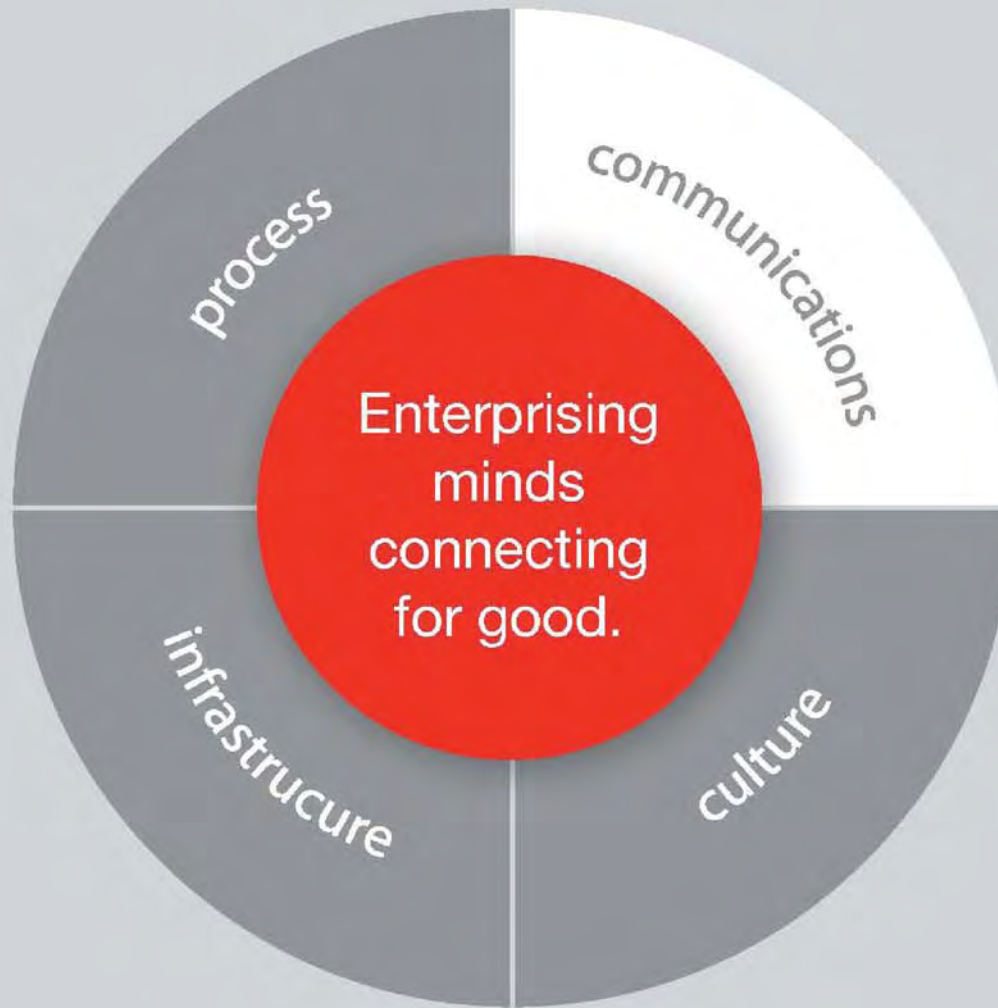 process
communications
Enterprising
minds
connecting
for good.
infrastrucure
culture